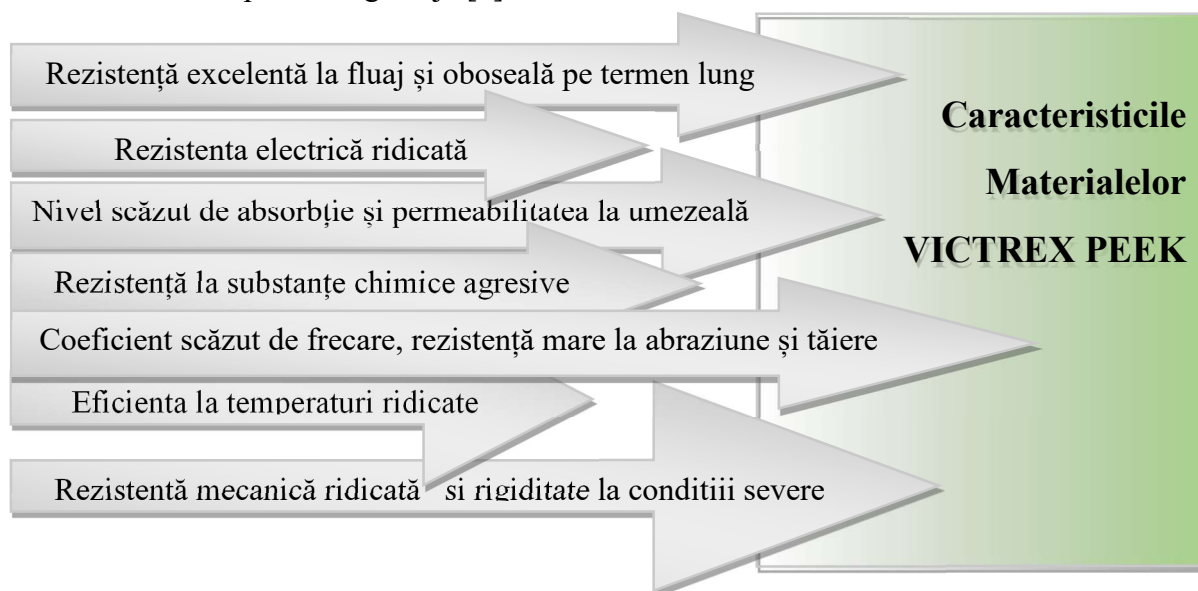 Rezistență excelentă la fluaj și oboseală pe termen lung
Rezistenta electrică ridicată
Nivel scăzut de absorbție și permeabilitatea la umezeală
Rezistență la substanțe chimice agresive
Coeficient scăzut de frecare, rezistență mare la abraziune și tăiere
Eficienta la temperaturi ridicate
Rezistentă mecanică ridicată si rigiditate la conditiii severe
Caracteristicile
Materialelor
VICTREX PEEK